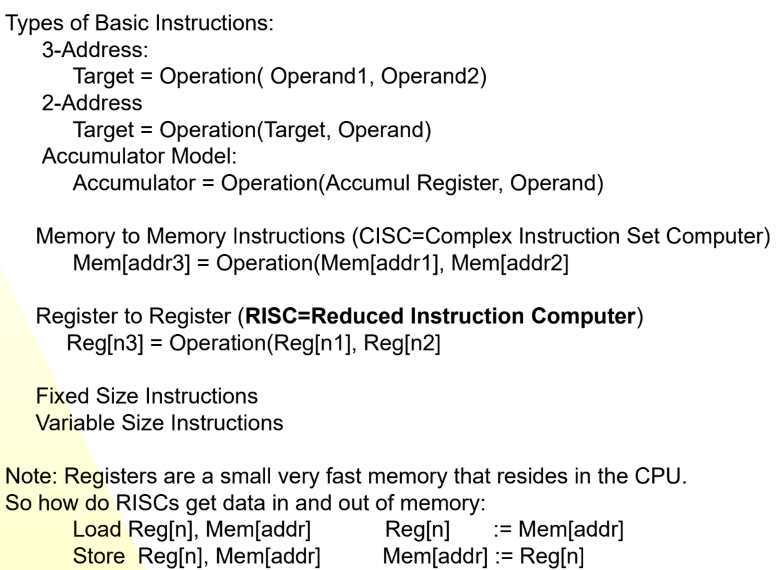 Types of Basic Instructions:
3-Address:
Target = Operation( Operand1, Operand2)
2-Address
Target = Operation(Target, Operand)
Accumulator Model:
Accumulator = Operation(Accumul Register, Operand)
Memory to Memory Instructions (CISC=Complex Instruction Set Computer)
Mem[addr3] = Operation(Mem[addr1], Mem[addr2]
Register to Register (RISC=Reduced Instruction Computer)
Reg[n3] = Operation(Reg[n1], Reg[n2]
Fixed Size Instructions
Variable Size Instructions
Note: Registers are a small very fast memory that resides in the CPU.
So how do RISCs get data in and out of memory:
Load Reg[n], Mem[addr] Reg[n] := Mem[addr]
Store Reg[n], Mem[addr] Mem[addr] := Reg[n]